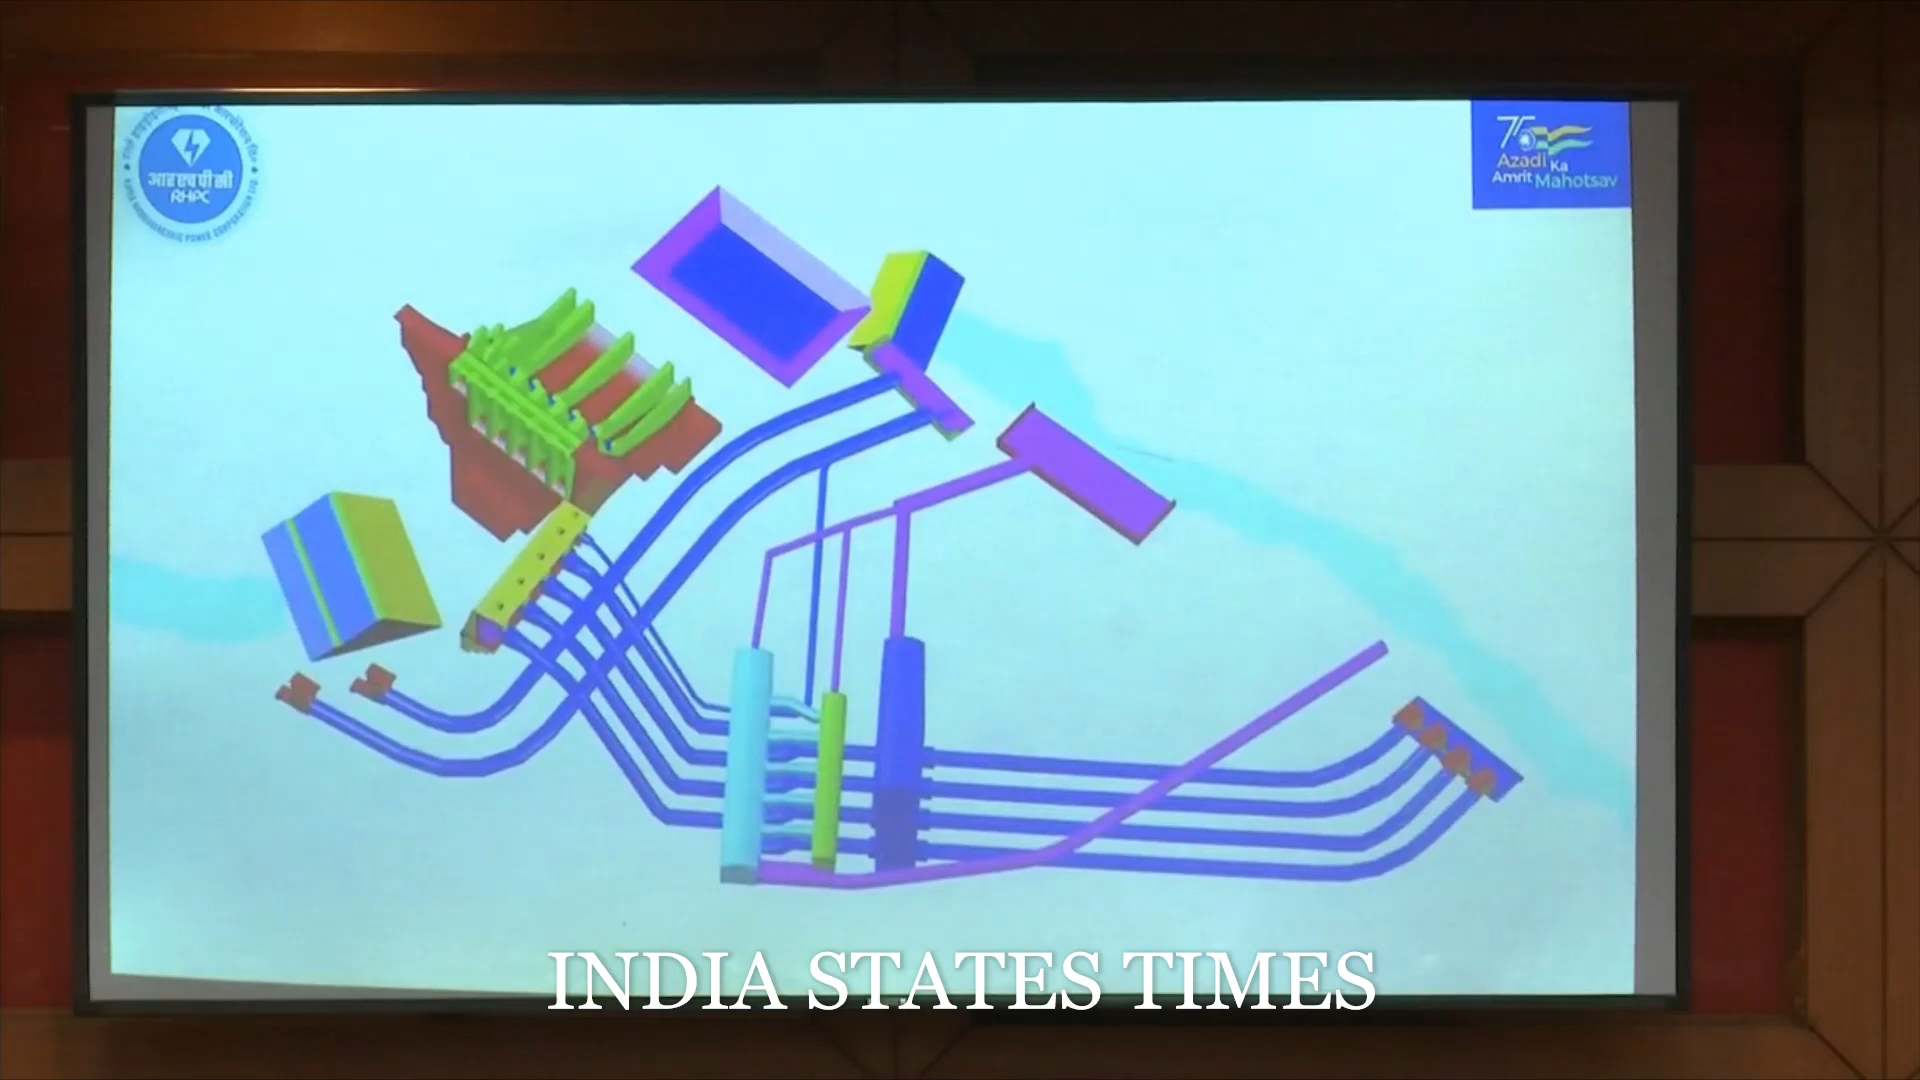 आरएचपीसी
RHPC
75
Azadi Ka
Amrit Mahotsav
INDIA STATES TIMES